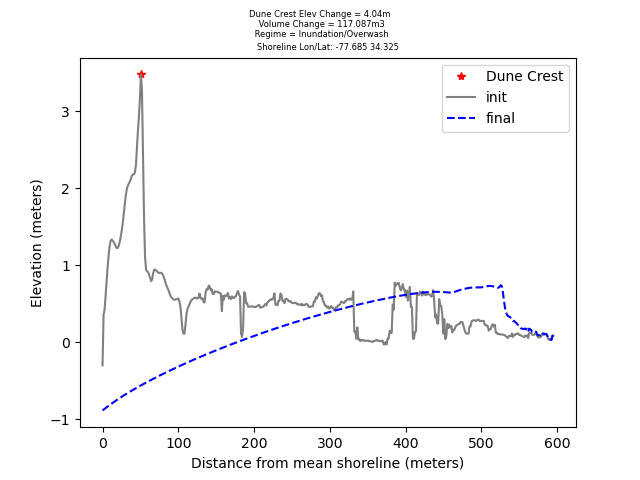 Dune Crest Elev Change = 4.04m
Volume Change = 117.087m3
Regime = Inundation/Overwash
Shoreline Lon/Lat: -77.685 34.325
Dune Crest
init
final
Elevation (meters)
3
2
1
0
−1
0 100 200 300 400 500 600
Distance from mean shoreline (meters)